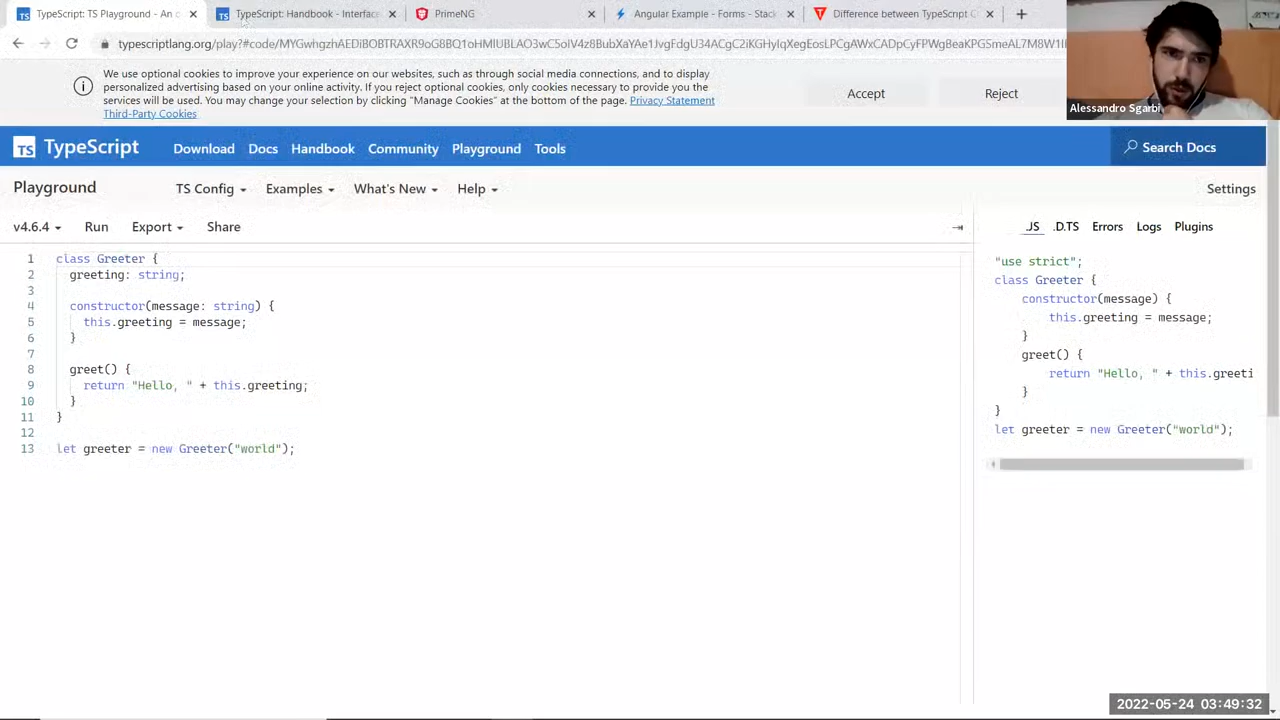 TypeScript: TS Playground - An
TypeScript: Handbook - Interface
PrimeNG
Angular Example - Forms - Stack
Difference between TypeScript
Alessandro Sgarbi
We use optional cookies to improve your experience on our websites, such as through social media connections, and to display
personalized advertising based on your online activity. If you reject optional cookies, only cookies necessary to provide you the
services will be used. You may change your selection by clicking "Manage Cookies" at the bottom of the page. Privacy Statement
Third-Party Cookies
Accept
Reject
TS TypeScript
Download
Docs
Handbook
Community
Playground
Tools
Search Docs
Playground
TS Config
Examples
What's New
Help
Settings
v4.6.4
Run
Export
Share
.JS
.D.TS
Errors
Logs
Plugins
1 class Greeter {
2 greeting: string;
3
4 constructor(message: string) {
5 this.greeting = message;
6 }
7
8 greet() {
9 return "Hello, " + this.greeting;
10 }
11 }
12
13 let greeter = new Greeter("world");
"use strict";
class Greeter {
constructor(message) {
this.greeting = message;
}
greet() {
return "Hello, " + this.greeti
}
}
let greeter = new Greeter("world");
2022-05-24 03:49:32